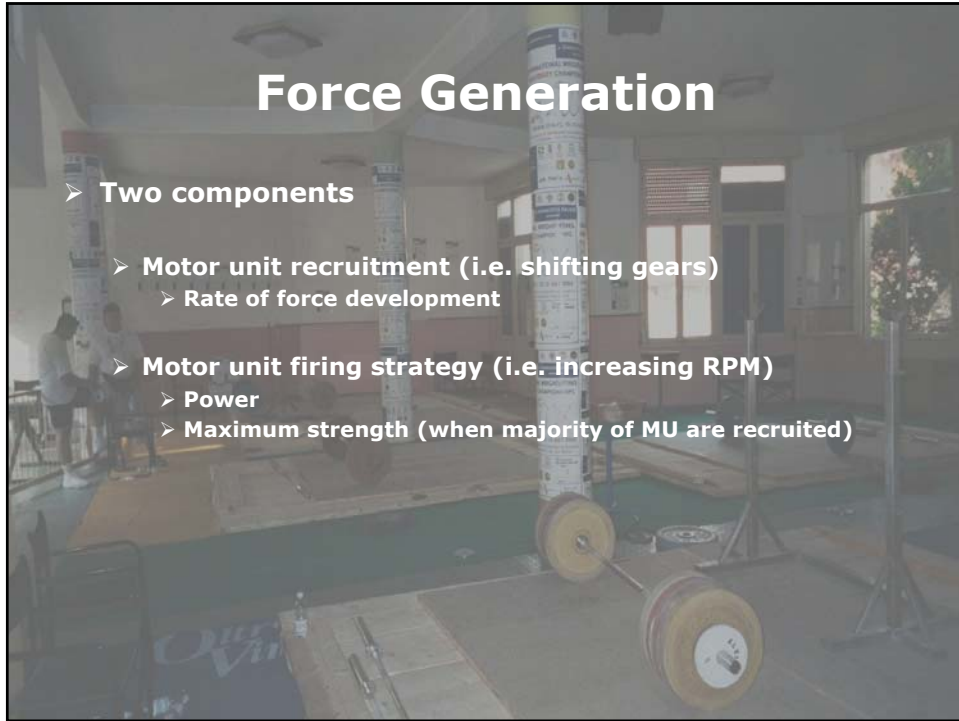 Force Generation
➢ Two components
➢ Motor unit recruitment (i.e. shifting gears)
➢ Rate of force development
➢ Motor unit firing strategy (i.e. increasing RPM)
➢ Power
➢ Maximum strength (when majority of MU are recruited)